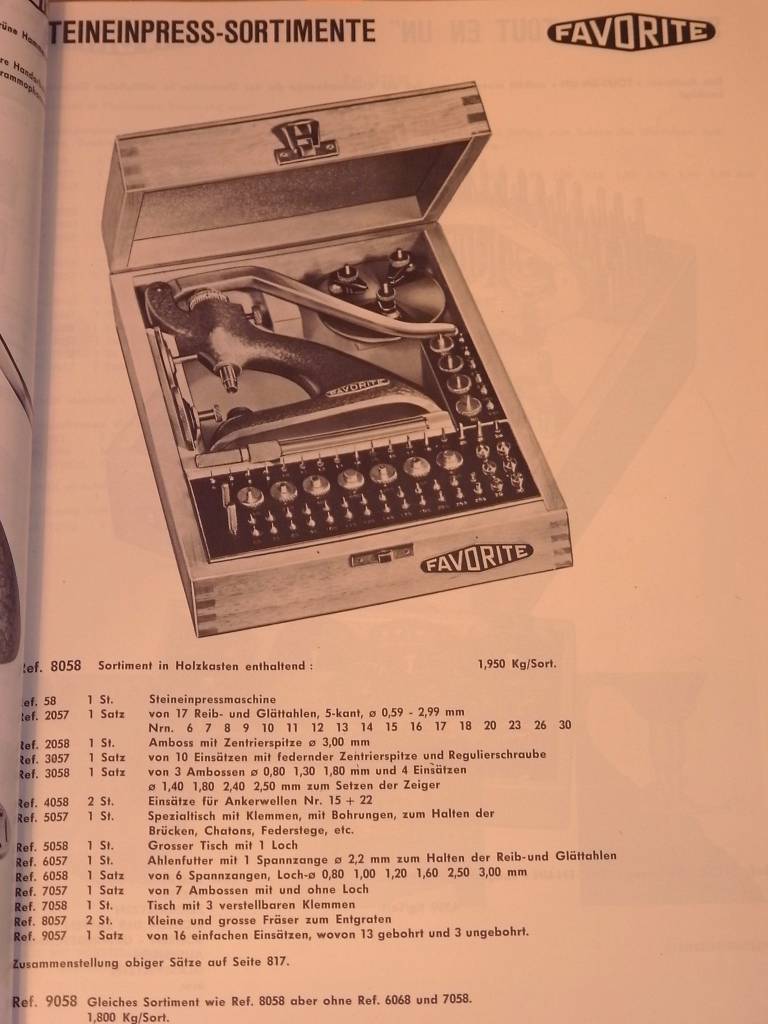 TEINEINPRESS-SORTIMENTE
FAVORITE
FAVORITE
FAVORITE
Ref. 8058 Sortiment in Holzkasten enthaltend : 1,950 Kg/Sort.
Ref. 58 1 St. Steineinpressmaschine
Ref. 2057 1 Satz von 17 Reib- und Glättahlen, 5-kant, ø 0,59 - 2,99 mm
Nrn. 6 7 8 9 10 11 12 13 14 15 16 17 18 20 23 26 30
Ref. 2058 1 St. Amboss mit Zentrierspitze ø 3,00 mm
Ref. 3057 1 Satz von 10 Einsätzen mit federnder Zentrierspitze und Regulierschraube
Ref. 3058 1 Satz von 3 Ambossen ø 0,80 1,30 1,80 mm und 4 Einsätzen
ø 1,40 1,80 2,40 2,50 mm zum Setzen der Zeiger
Ref. 4058 2 St. Einsätze für Ankerwellen Nr. 15 + 22
Ref. 5057 1 St. Spezialtisch mit Klemmen, mit Bohrungen, zum Halten der
Brücken, Chatons, Federstege, etc.
Ref. 5058 1 St. Grosser Tisch mit 1 Loch
Ref. 6057 1 St. Ahlenfutter mit 1 Spannzange ø 2,2 mm zum Halten der Reib-und Glättahlen
Ref. 6058 1 Satz von 6 Spannzangen, Loch-ø 0,80 1,00 1,20 1,60 2,50 3,00 mm
Ref. 7057 1 Satz von 7 Ambossen mit und ohne Loch
Ref. 7058 1 St. Tisch mit 3 verstellbaren Klemmen
Ref. 8057 2 St. Kleine und grosse Fräser zum Entgraten
Ref. 9057 1 Satz von 16 einfachen Einsätzen, wovon 13 gebohrt und 3 ungebohrt.
Zusammenstellung obiger Sätze auf Seite 817.
Ref. 9058 Gleiches Sortiment wie Ref. 8058 aber ohne Ref. 6068 und 7058.
1,800 Kg/Sort.